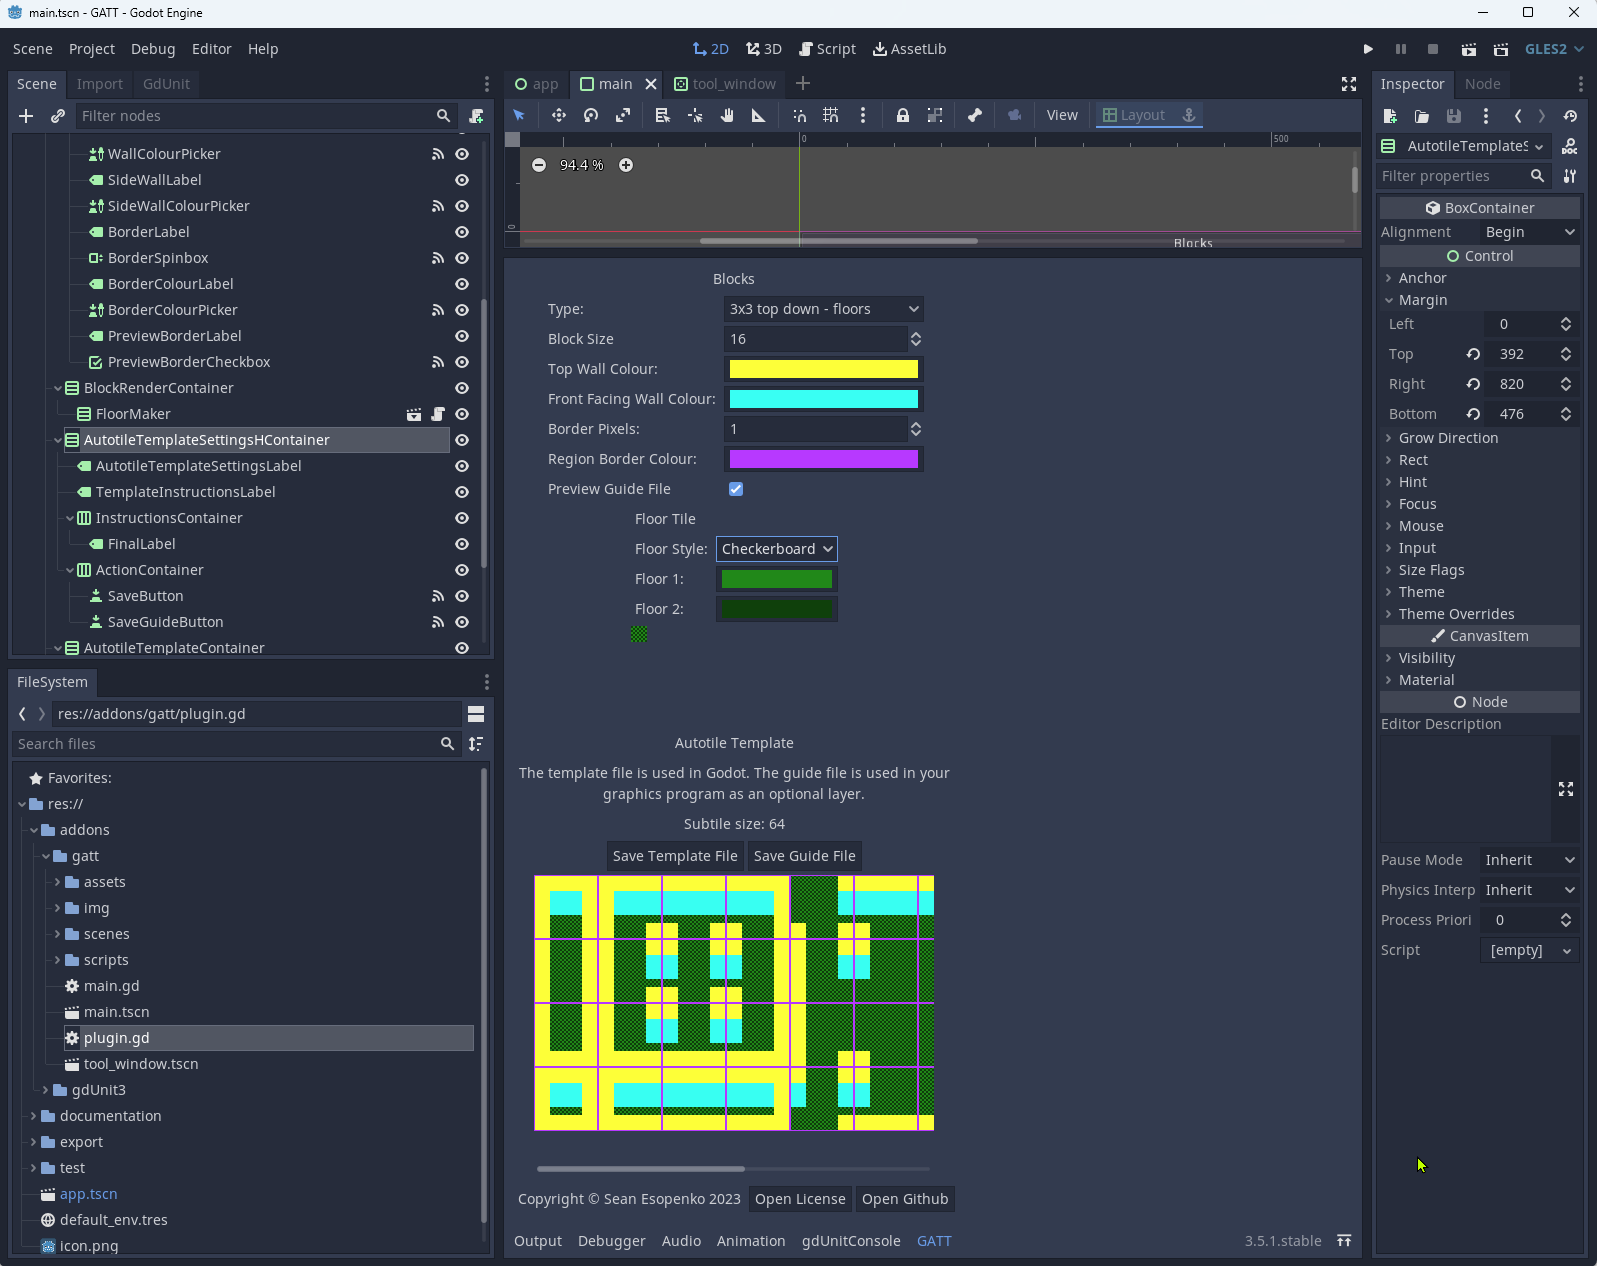 main.tscn - GATT - Godot Engine
Scene Project Debug Editor Help
2D 3D Script AssetLib
GLES2
Scene Import GdUnit
Filter nodes
WallColourPicker
SideWallLabel
SideWallColourPicker
BorderLabel
BorderSpinbox
BorderColourLabel
BorderColourPicker
PreviewBorderLabel
PreviewBorderCheckbox
BlockRenderContainer
FloorMaker
AutotileTemplateSettingsHContainer
AutotileTemplateSettingsLabel
TemplateInstructionsLabel
InstructionsContainer
FinalLabel
ActionContainer
SaveButton
SaveGuideButton
AutotileTemplateContainer
FileSystem
res://addons/gatt/plugin.gd
Search files
Favorites:
res://
addons
gatt
assets
img
scenes
scripts
main.gd
main.tscn
plugin.gd
tool_window.tscn
gdUnit3
documentation
export
test
app.tscn
default_env.tres
icon.png
app main tool_window
View Layout
0 500
94.4 %
0
Blocks
Blocks
Type: 3x3 top down - floors
Block Size 16
Top Wall Colour:
Front Facing Wall Colour:
Border Pixels: 1
Region Border Colour:
Preview Guide File
Floor Tile
Floor Style: Checkerboard
Floor 1:
Floor 2:
Autotile Template
The template file is used in Godot. The guide file is used in your
graphics program as an optional layer.
Subtile size: 64
Save Template File Save Guide File
Copyright © Sean Esopenko 2023 Open License Open Github
Output Debugger Audio Animation gdUnitConsole GATT
3.5.1.stable
Inspector Node
AutotileTemplateS
Filter properties
BoxContainer
Alignment Begin
Control
Anchor
Margin
Left 0
Top 392
Right 820
Bottom 476
Grow Direction
Rect
Hint
Focus
Mouse
Input
Size Flags
Theme
Theme Overrides
CanvasItem
Visibility
Material
Node
Editor Description
Pause Mode Inherit
Physics Interp Inherit
Process Priori 0
Script [empty]